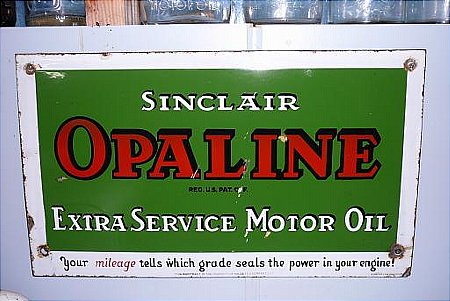 SINCLAIR
OPALINE
REG. U.S. PAT. OFF.
EXTRA SERVICE MOTOR OIL
Your mileage tells which grade seals the power in your engine!